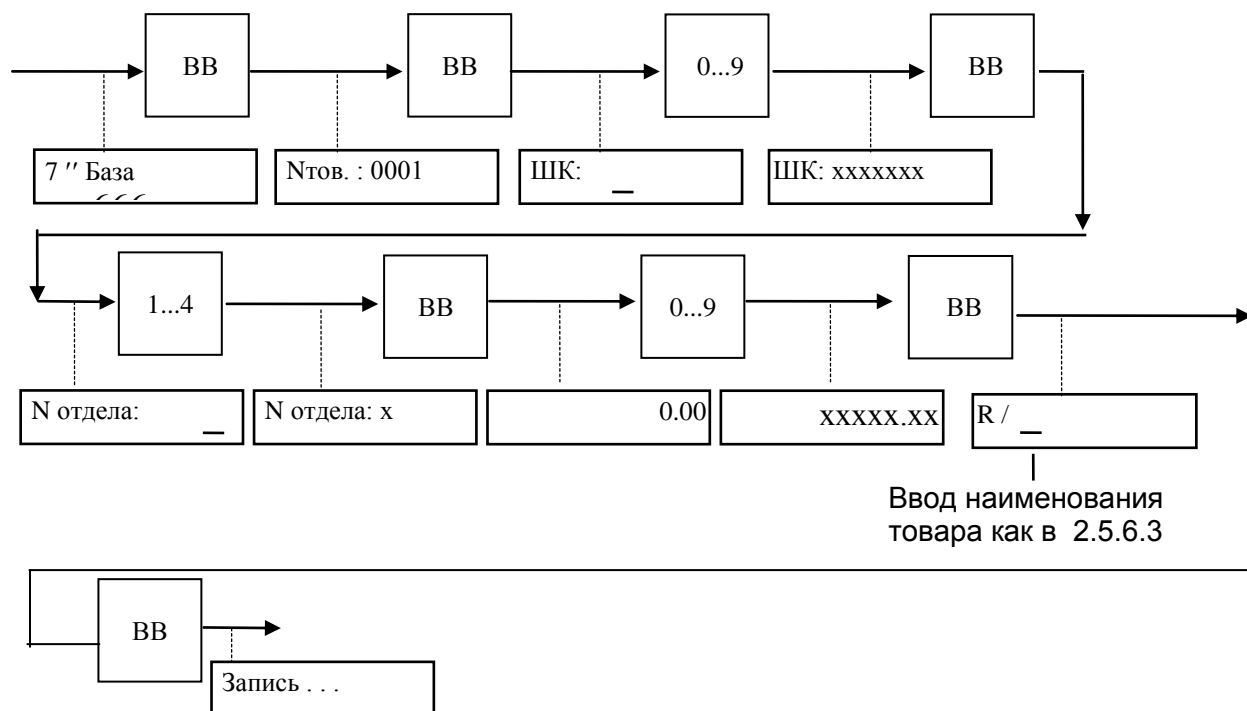 ВВ ВВ 0...9 ВВ
7 ′′ База
Nтов. : 0001
ШК: _
ШК: xxxxxxx
1...4 ВВ 0...9 ВВ
N отдела: _
N отдела: x
0.00
xxxxx.xx
R / _
Ввод наименования
товара как в 2.5.6.3
ВВ
Запись . . .